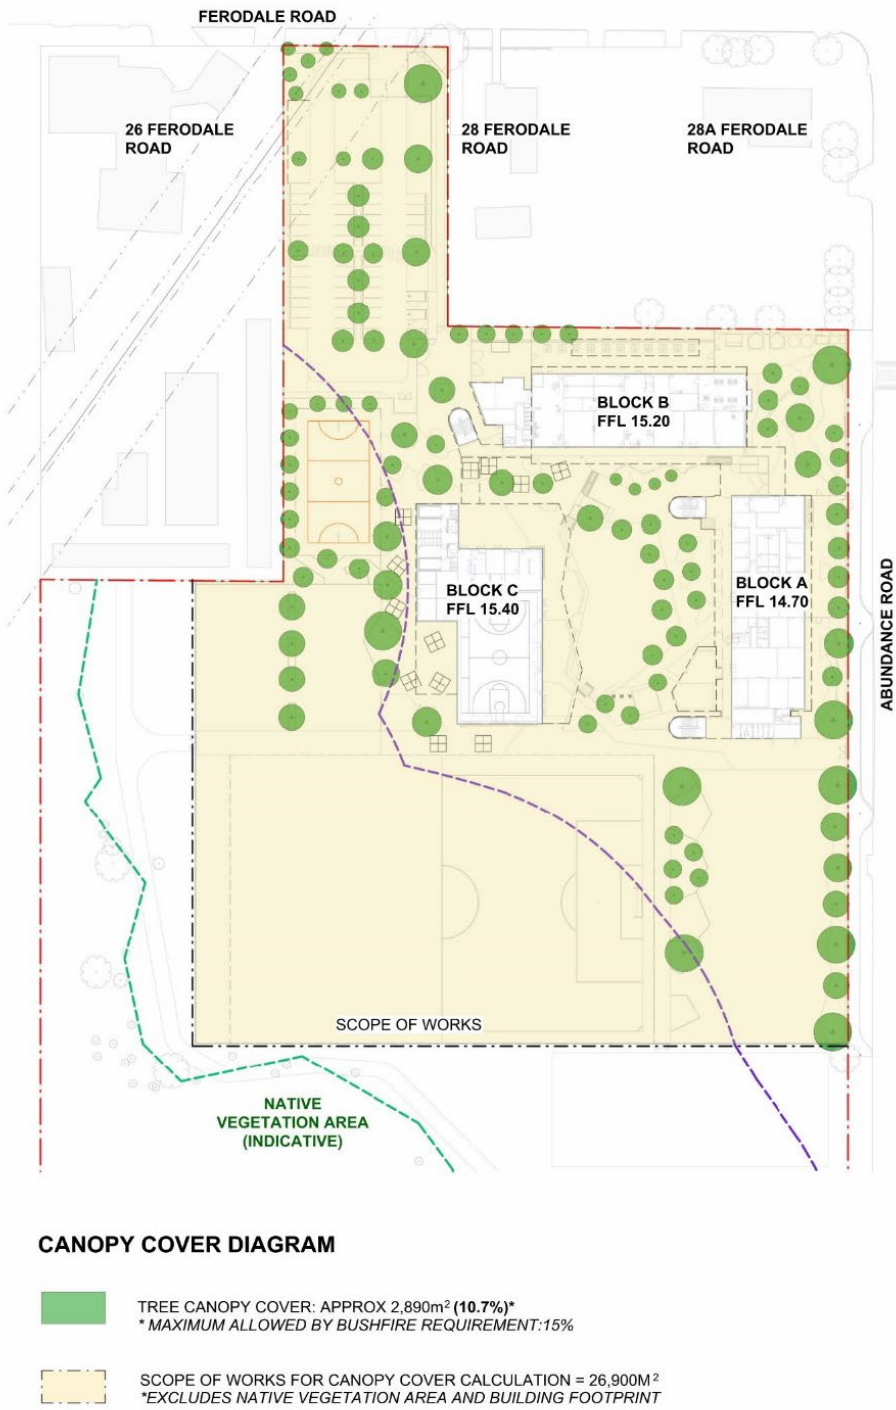 FERODALE ROAD
26 FERODALE
ROAD
28 FERODALE
ROAD
28A FERODALE
ROAD
BLOCK B
FFL 15.20
BLOCK C
FFL 15.40
BLOCK A
FFL 14.70
ABUNDANCE ROAD
SCOPE OF WORKS
NATIVE
VEGETATION AREA
(INDICATIVE)
CANOPY COVER DIAGRAM
TREE CANOPY COVER: APPROX 2,890m² (10.7%)*
* MAXIMUM ALLOWED BY BUSHFIRE REQUIREMENT:15%
SCOPE OF WORKS FOR CANOPY COVER CALCULATION = 26,900M²
*EXCLUDES NATIVE VEGETATION AREA AND BUILDING FOOTPRINT